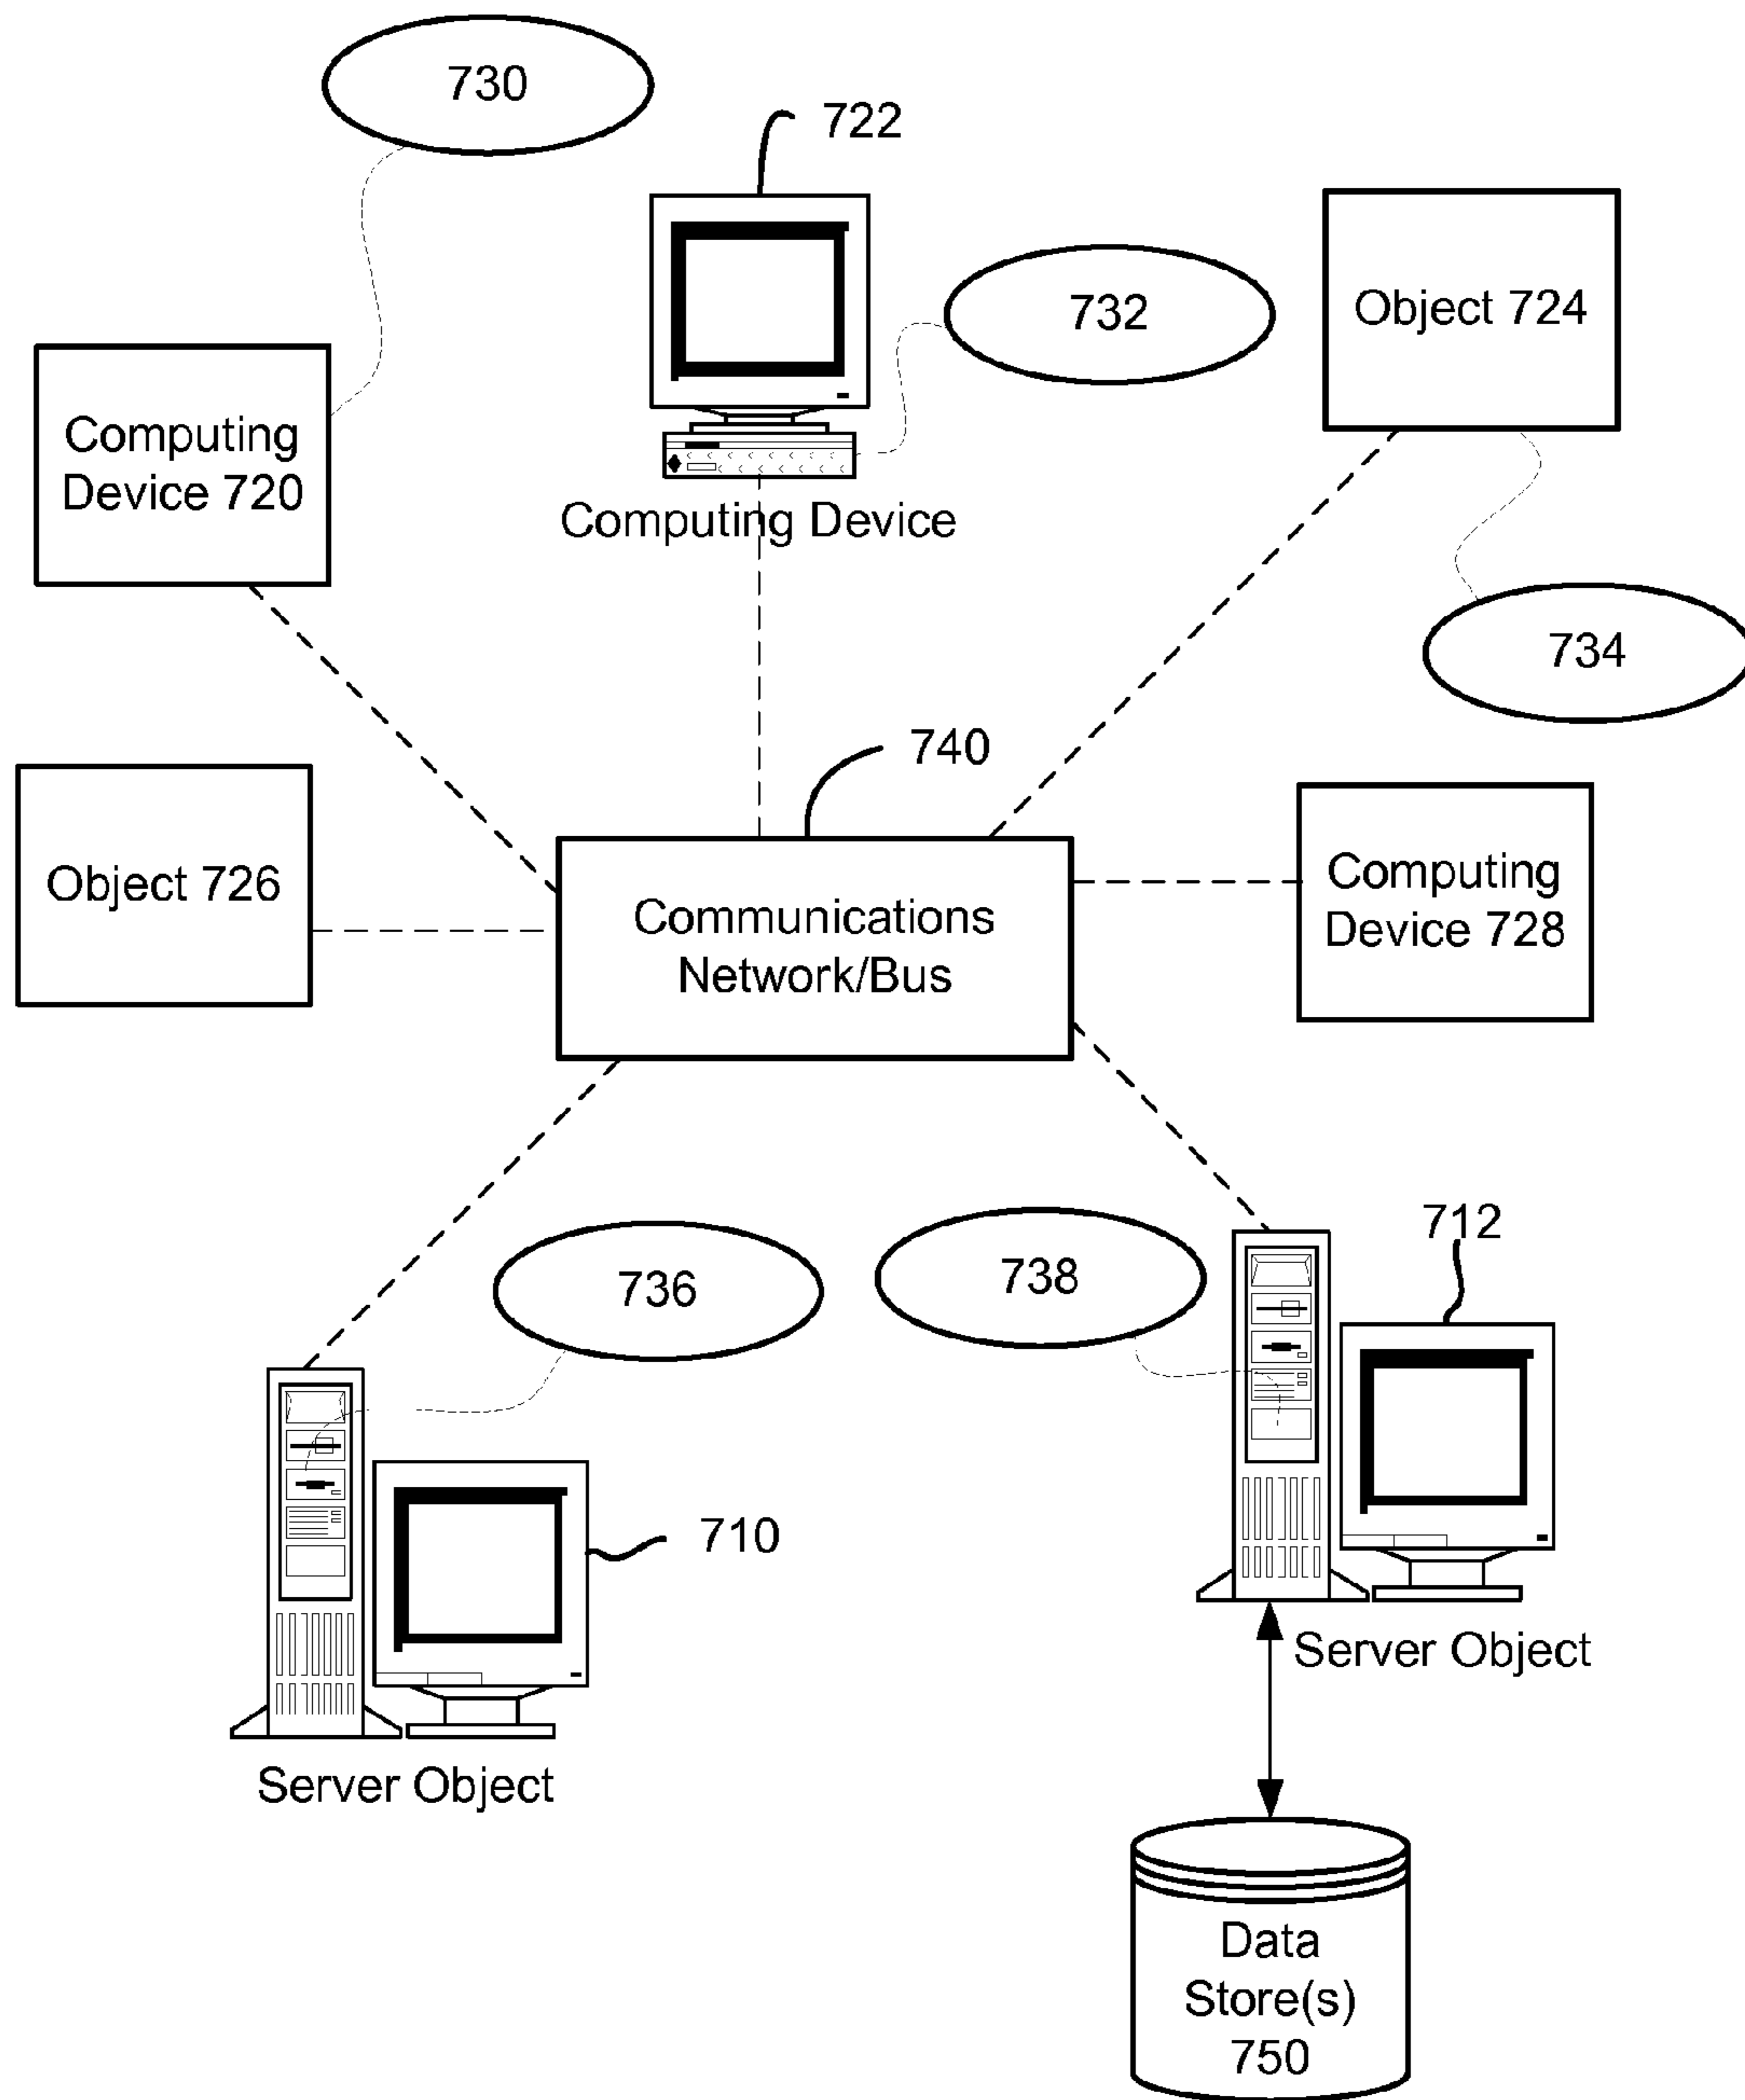 730
722
732
Object 724
Computing
Device 720
Computing Device
734
740
Object 726
Communications
Network/Bus
Computing
Device 728
736
738
712
710
Server Object
Server Object
Data
Store(s)
750